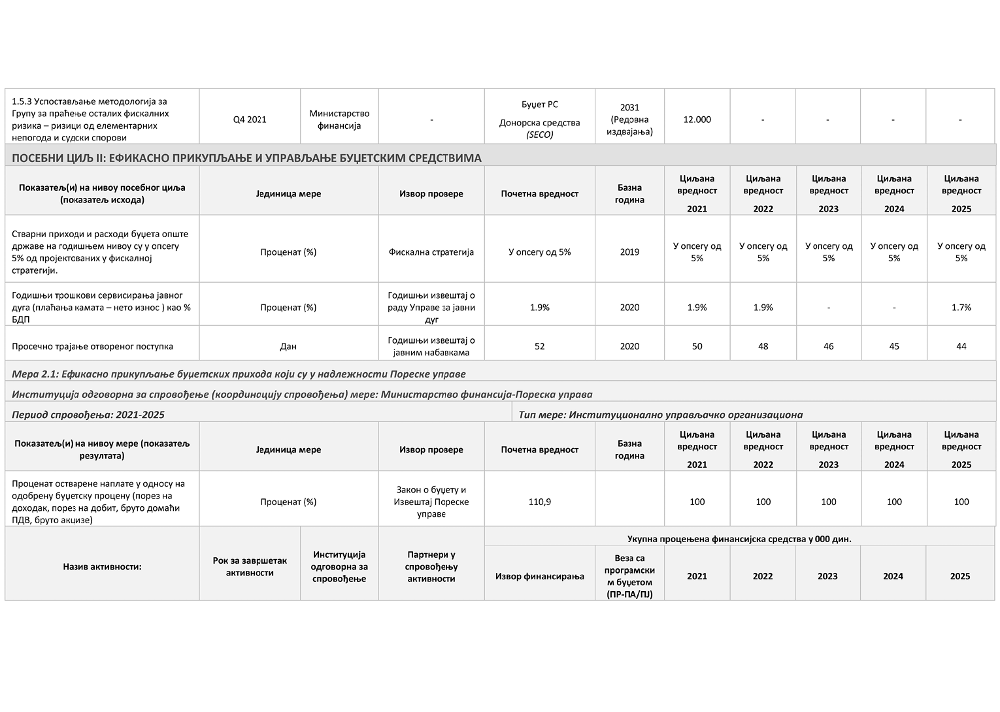 1.5.3 Успостављање методологија за
Групу за праћење осталих фискалних
ризика – ризици од елементарних
непогода и судски спорови
Q4 2021
Министарство
финансија
-
Буџет РС
Донорска средства
(SECO)
2031
(Редовна
издвајања)
12.000
-
-
-
-
ПОСЕБНИ ЦИЉ II: ЕФИКАСНО ПРИКУПЉАЊЕ И УПРАВЉАЊЕ БУЏЕТСКИМ СРЕДСТВИМА
Показатељ(и) на нивоу посебног циља
(показатељ исхода)
Јединица мере
Извор провере
Почетна вредност
Базна
година
Циљана
вредност
2021
Циљана
вредност
2022
Циљана
вредност
2023
Циљана
вредност
2024
Циљана
вредност
2025
Стварни приходи и расходи буџета опште
државе на годишњем нивоу су у опсегу
5% од пројектованих у фискалној
стратегији.
Проценат (%)
Фискална стратегија
У опсегу од 5%
2019
У опсегу од
5%
У опсегу од
5%
У опсегу од
5%
У опсегу од
5%
У опсегу од
5%
Годишњи трошкови сервисирања јавног
дуга (плаћања камата – нето износ ) као %
БДП
Проценат (%)
Годишњи извештај о
раду Управе за јавни
дуг
1.9%
2020
1.9%
1.9%
-
-
1.7%
Просечно трајање отвореног поступка
Дан
Годишњи извештај о
јавним набавкама
52
2020
50
48
46
45
44
Мера 2.1: Ефикасно прикупљање буџетских прихода који су у надлежности Пореске управе
Институција одговорна за спровођење (координацију спровођења) мере: Министарство финансија-Пореска управа
Период спровођења: 2021-2025
Тип мере: Институционално управљачко организациона
Показатељ(и) на нивоу мере (показатељ
резултата)
Јединица мере
Извор провере
Почетна вредност
Базна
година
Циљана
вредност
2021
Циљана
вредност
2022
Циљана
вредност
2023
Циљана
вредност
2024
Циљана
вредност
2025
Проценат остварене наплате у односу на
одобрену буџетску процену (порез на
доходак, порез на добит, бруто домаћи
ПДВ, бруто акцизе)
Проценат (%)
Закон о буџету и
Извештај Пореске
управе
110,9
100
100
100
100
100
Назив активности:
Рок за завршетак
активности
Институција
одговорна за
спровођење
Партнери у
спровођењу
активности
Укупна процењена финансијска средства у 000 дин.
Извор финансирања
Веза са
програмски
м буџетом
(ПР-ПА/ПЈ)
2021
2022
2023
2024
2025